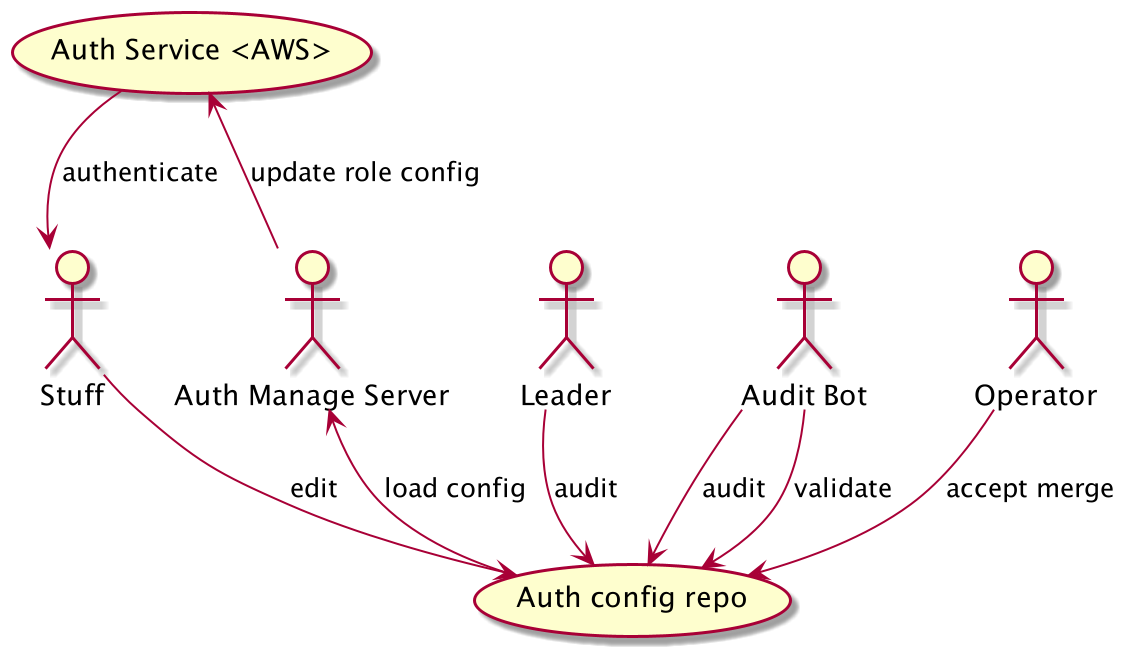 Auth Service <AWS>
authenticate
update role config
Stuff
Auth Manage Server
Leader
Audit Bot
Operator
edit
load config
audit
audit
validate
accept merge
Auth config repo